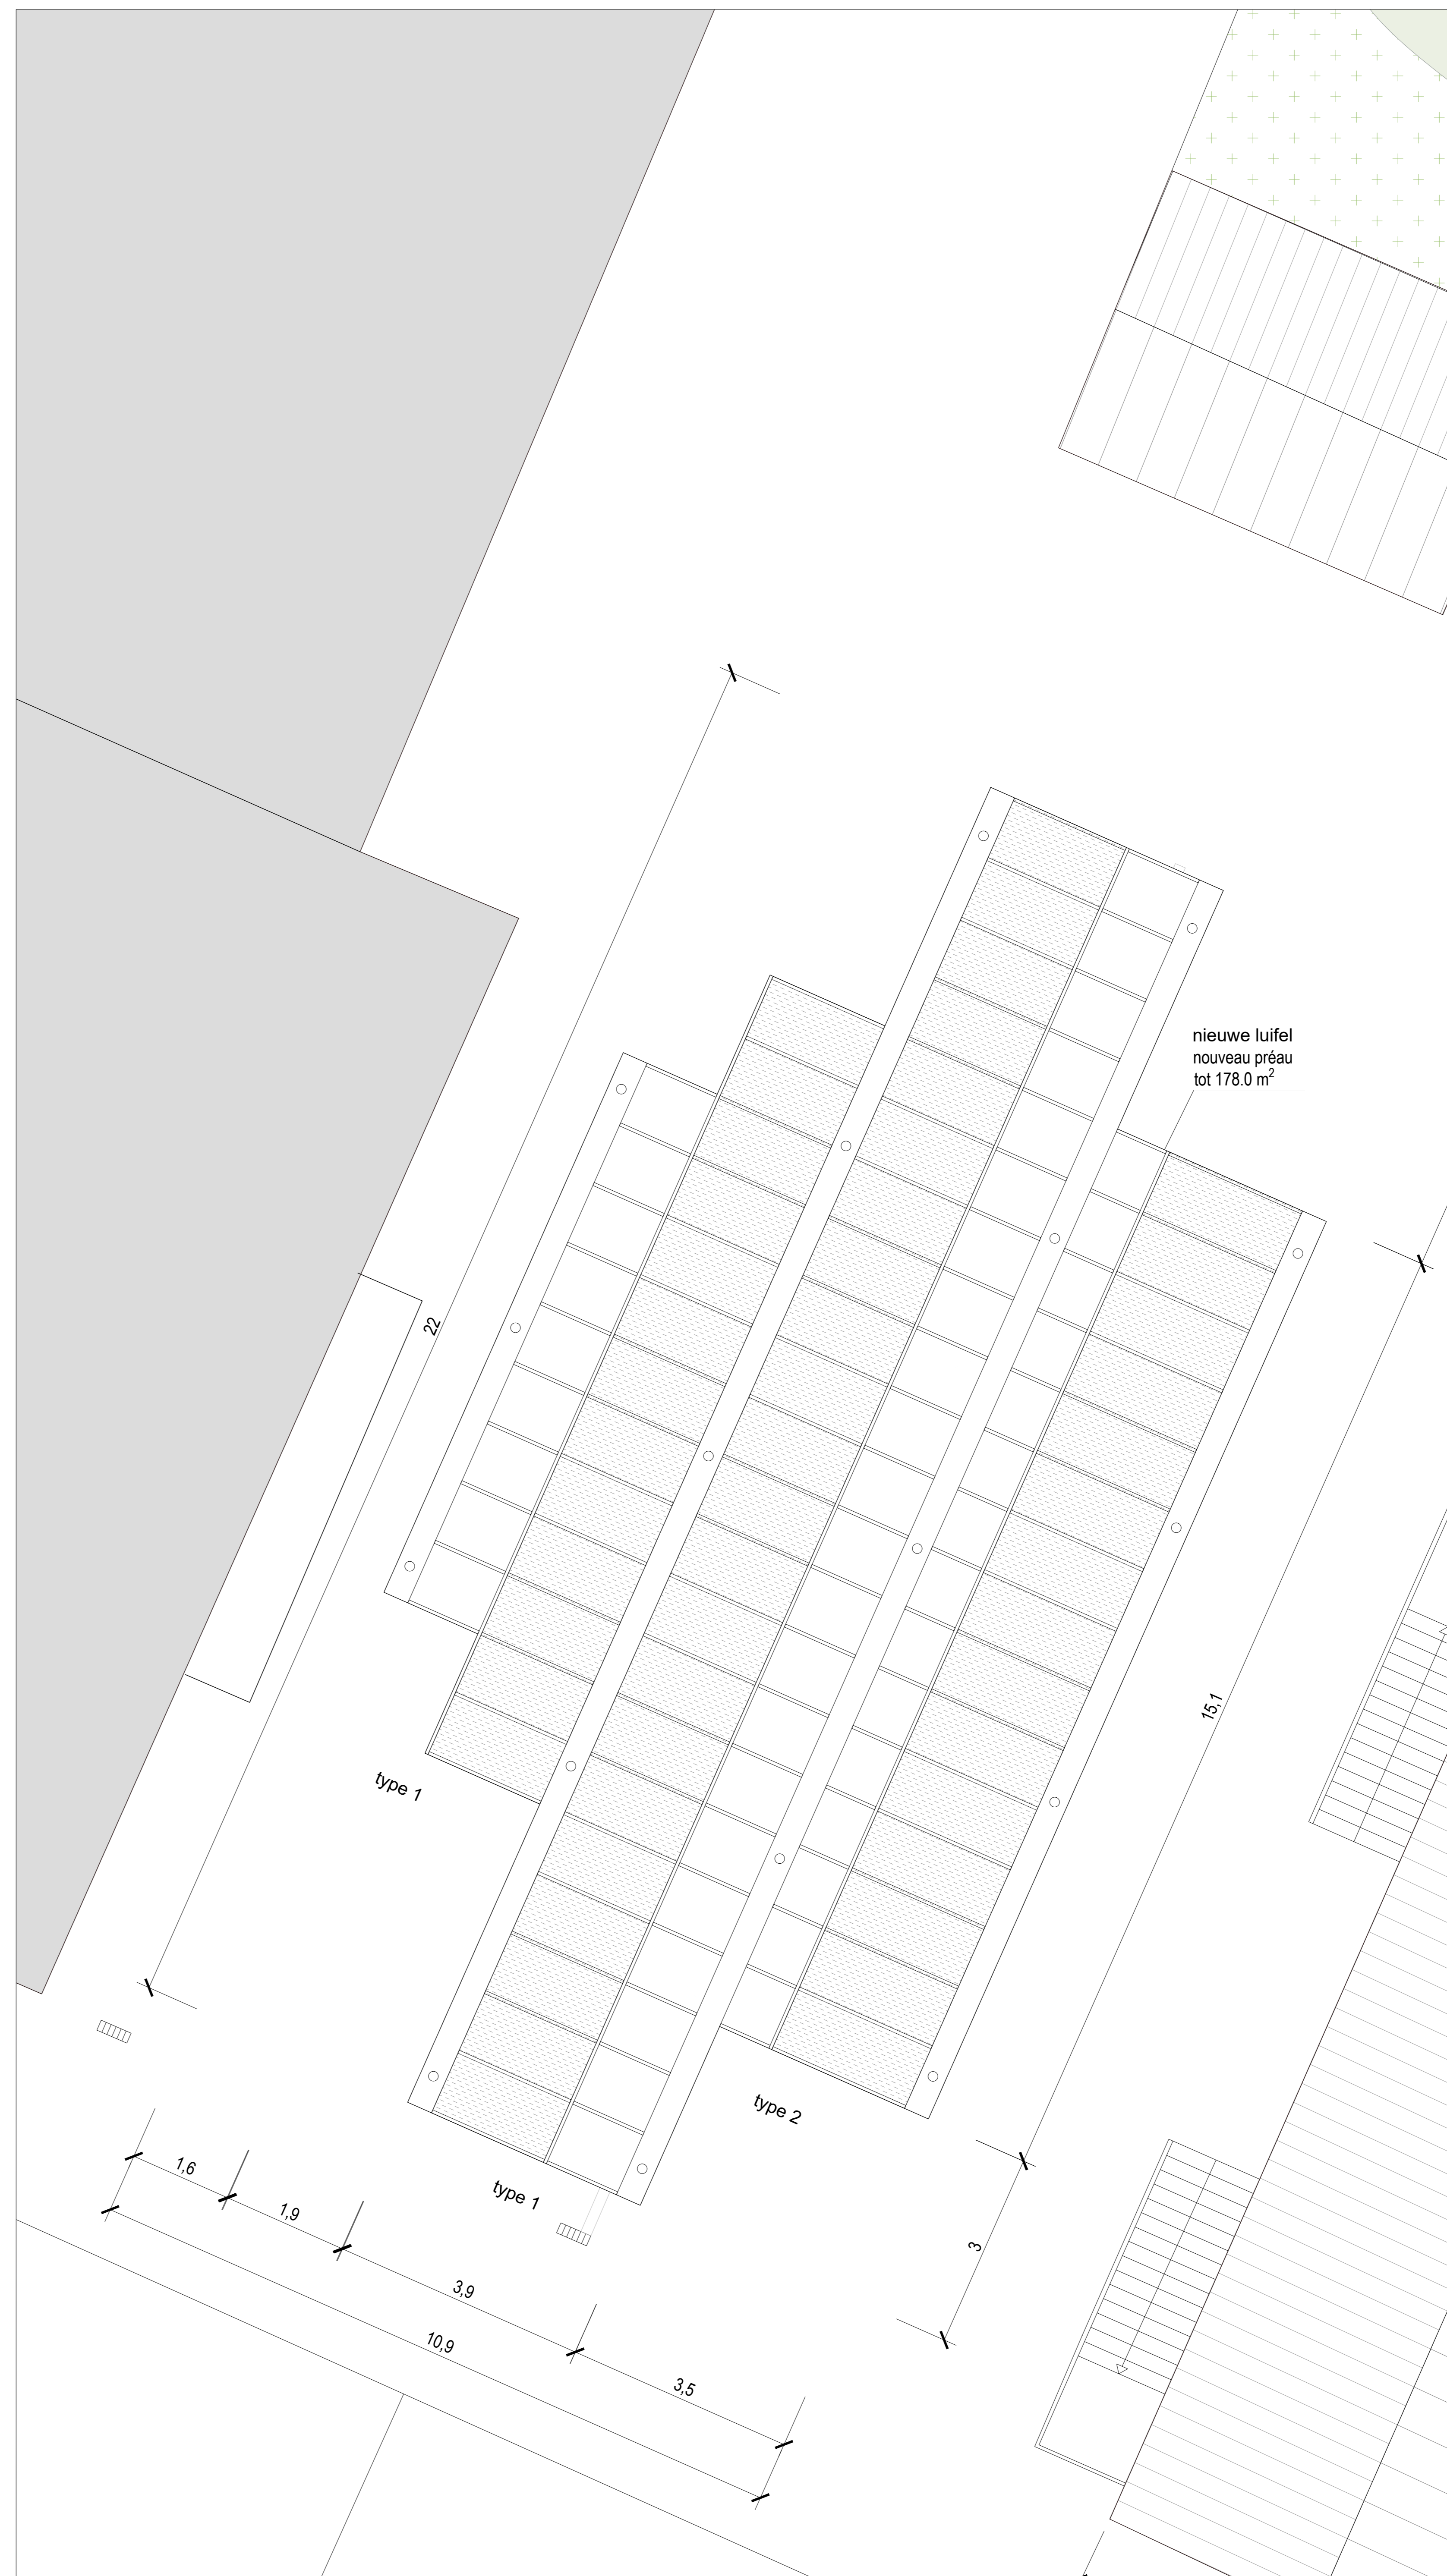 nieuwe luifel
nouveau préau
tot 178.0 m²
22
15,1
type 1
type 2
type 1
3
1,6
1,9
3,9
3,5
10,9